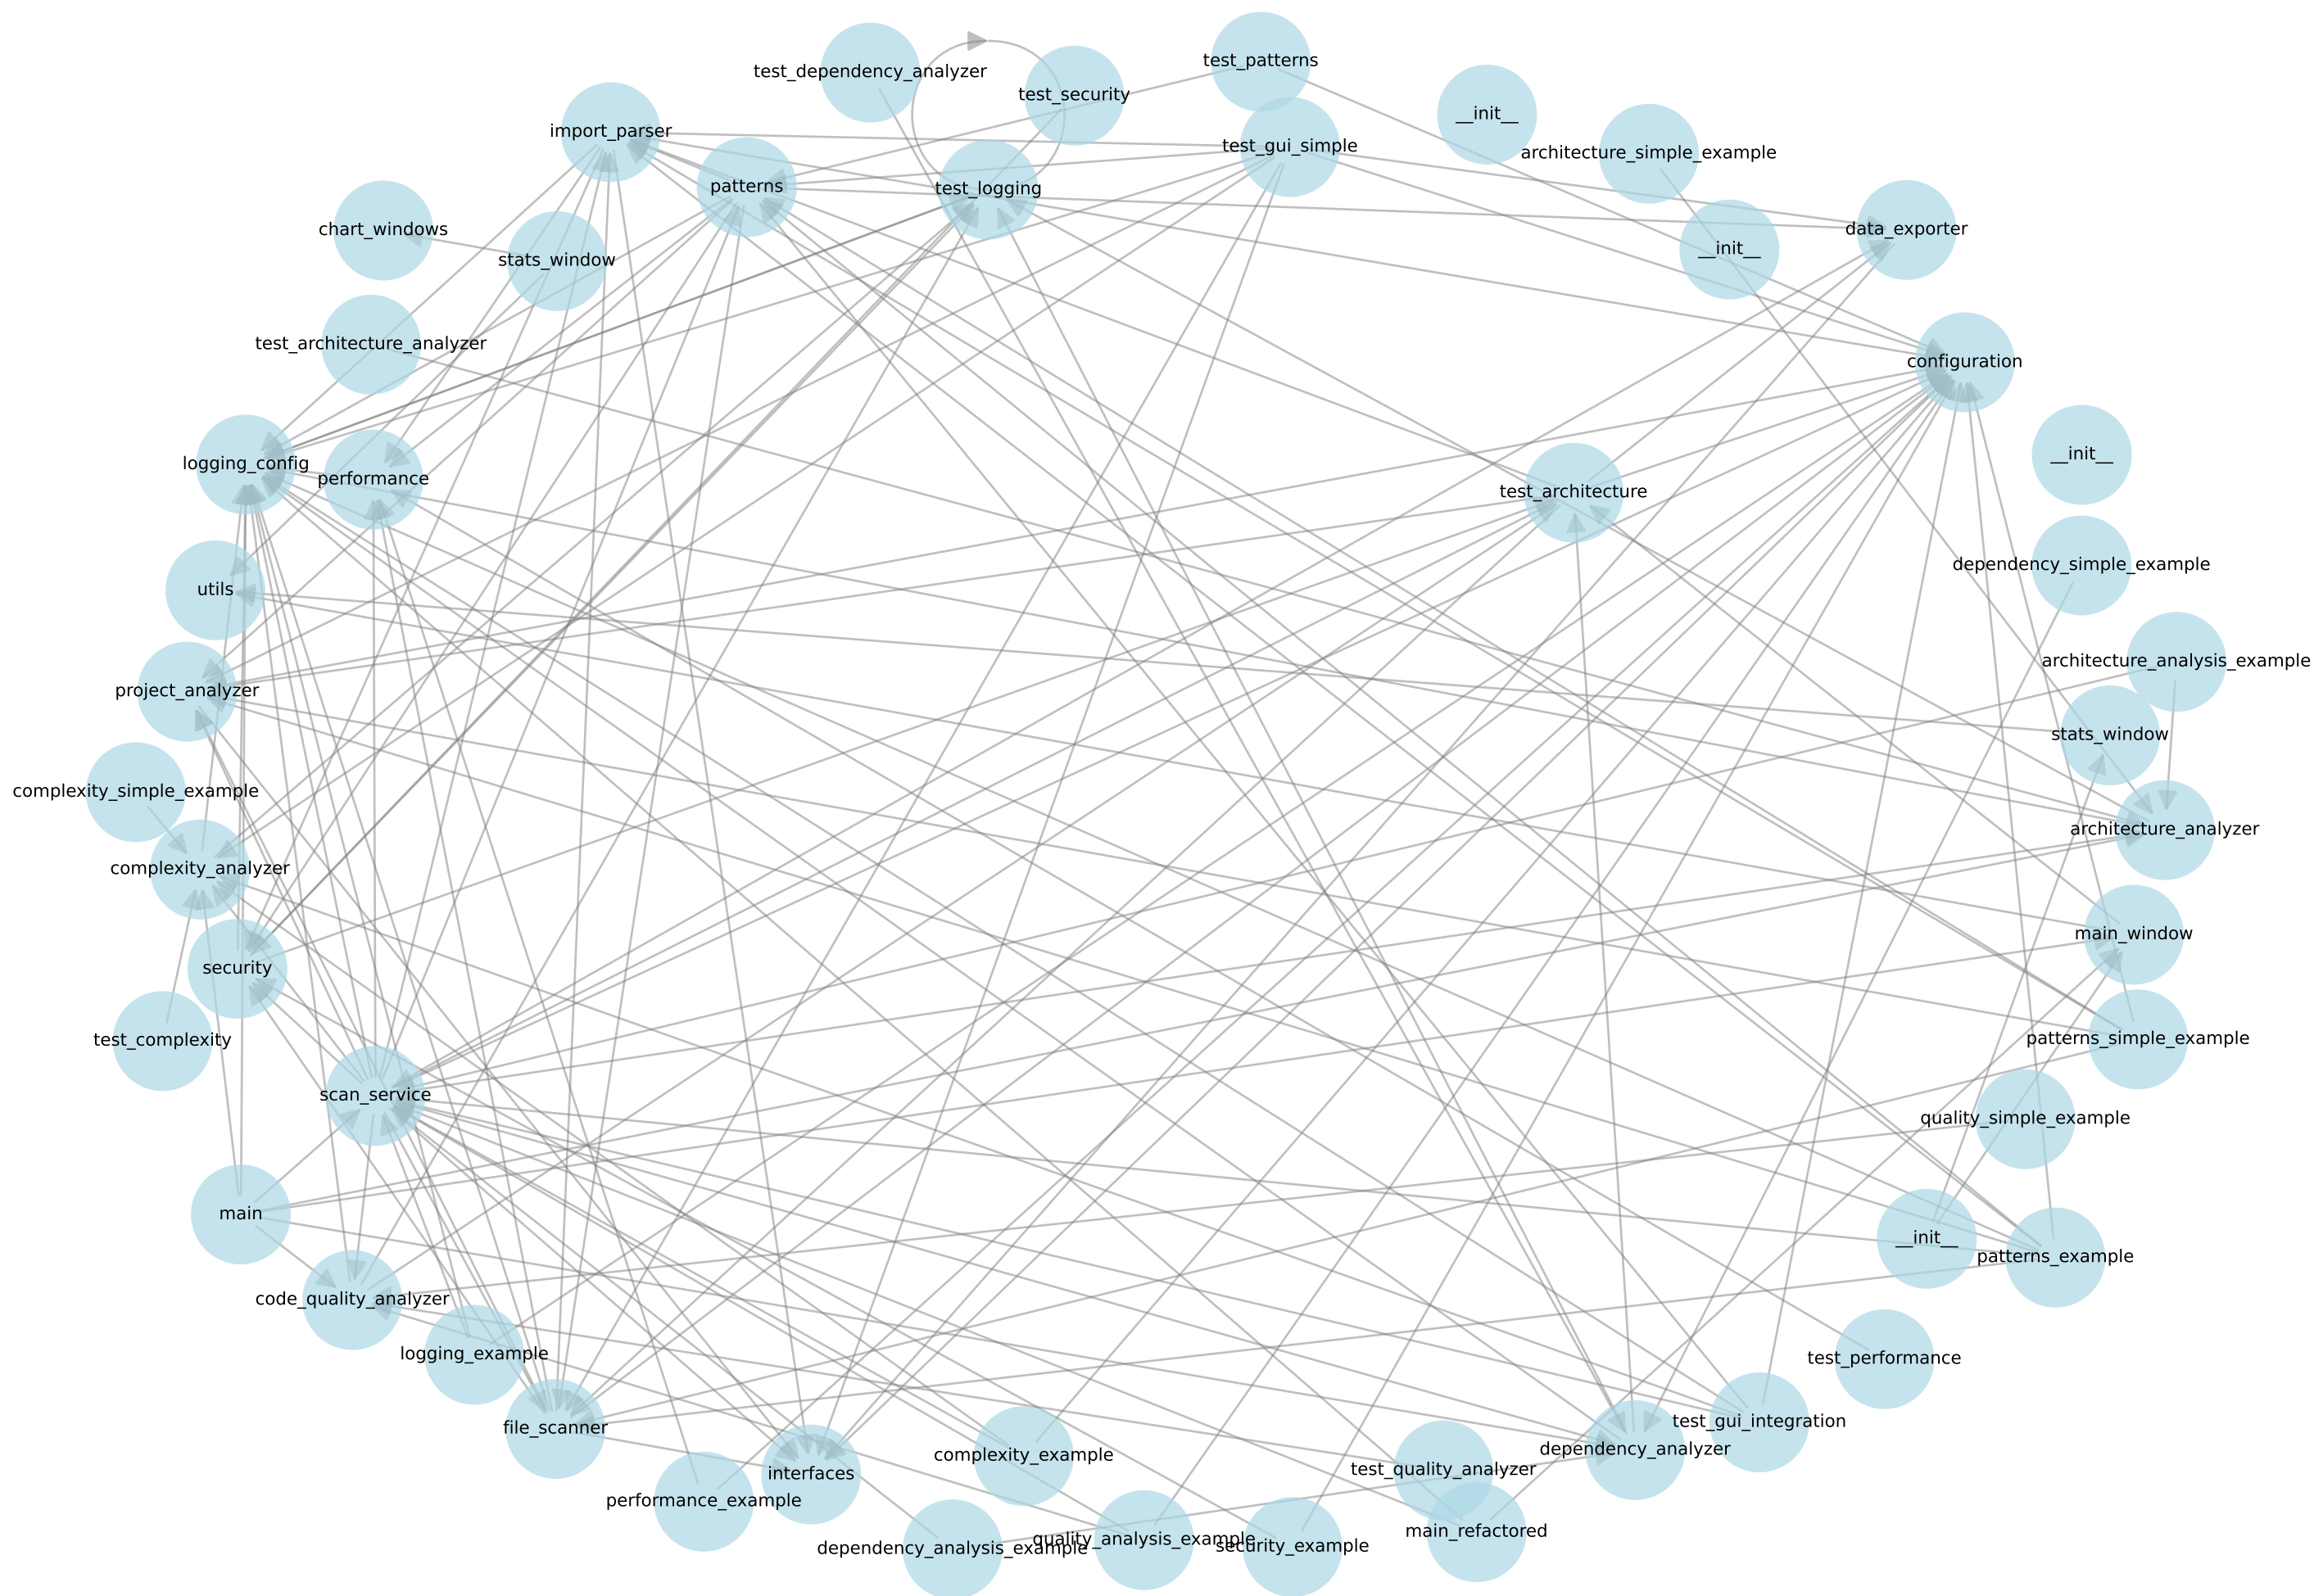 test_patterns
test_dependency_analyzer
test_security
__init__
import_parser
test_gui_simple
architecture_simple_example
patterns
test_logging
chart_windows
data_exporter
__init__
stats_window
test_architecture_analyzer
configuration
__init__
logging_config
performance
test_architecture
dependency_simple_example
utils
architecture_analysis_example
project_analyzer
stats_window
complexity_simple_example
architecture_analyzer
complexity_analyzer
main_window
security
patterns_simple_example
test_complexity
scan_service
quality_simple_example
main
__init__
patterns_example
code_quality_analyzer
logging_example
test_performance
test_gui_integration
file_scanner
dependency_analyzer
complexity_example
test_quality_analyzer
interfaces
performance_example
main_refactored
quality_analysis_example
security_example
dependency_analysis_example